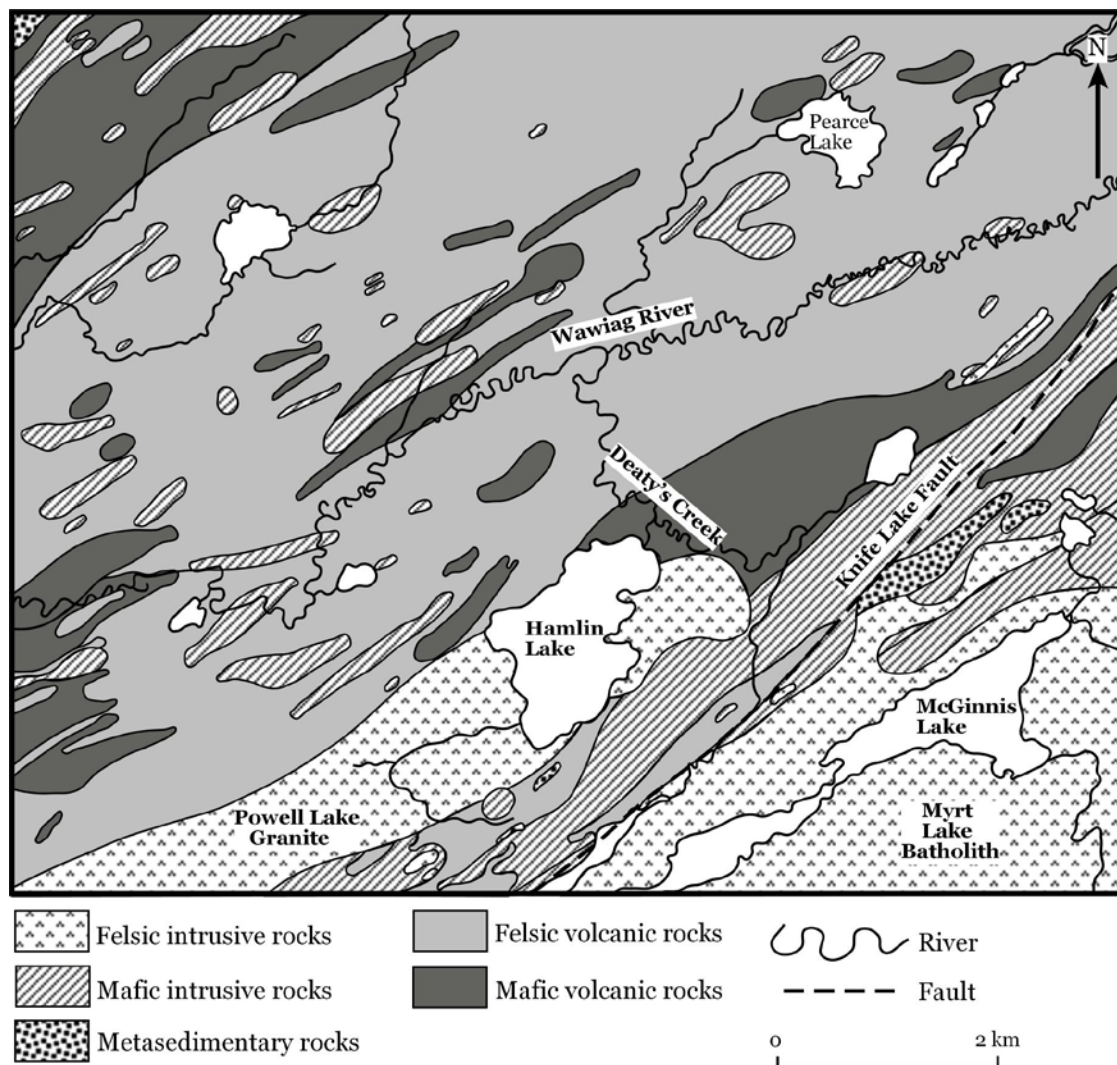 N
Pearce
Lake
Wawiag River
Deaty's Creek
Knife Lake Fault
Hamlin
Lake
McGinnis
Lake
Powell Lake
Granite
Myrt
Lake
Batholith
Felsic intrusive rocks
Felsic volcanic rocks
River
Mafic intrusive rocks
Mafic volcanic rocks
Fault
Metasedimentary rocks
0 2 km